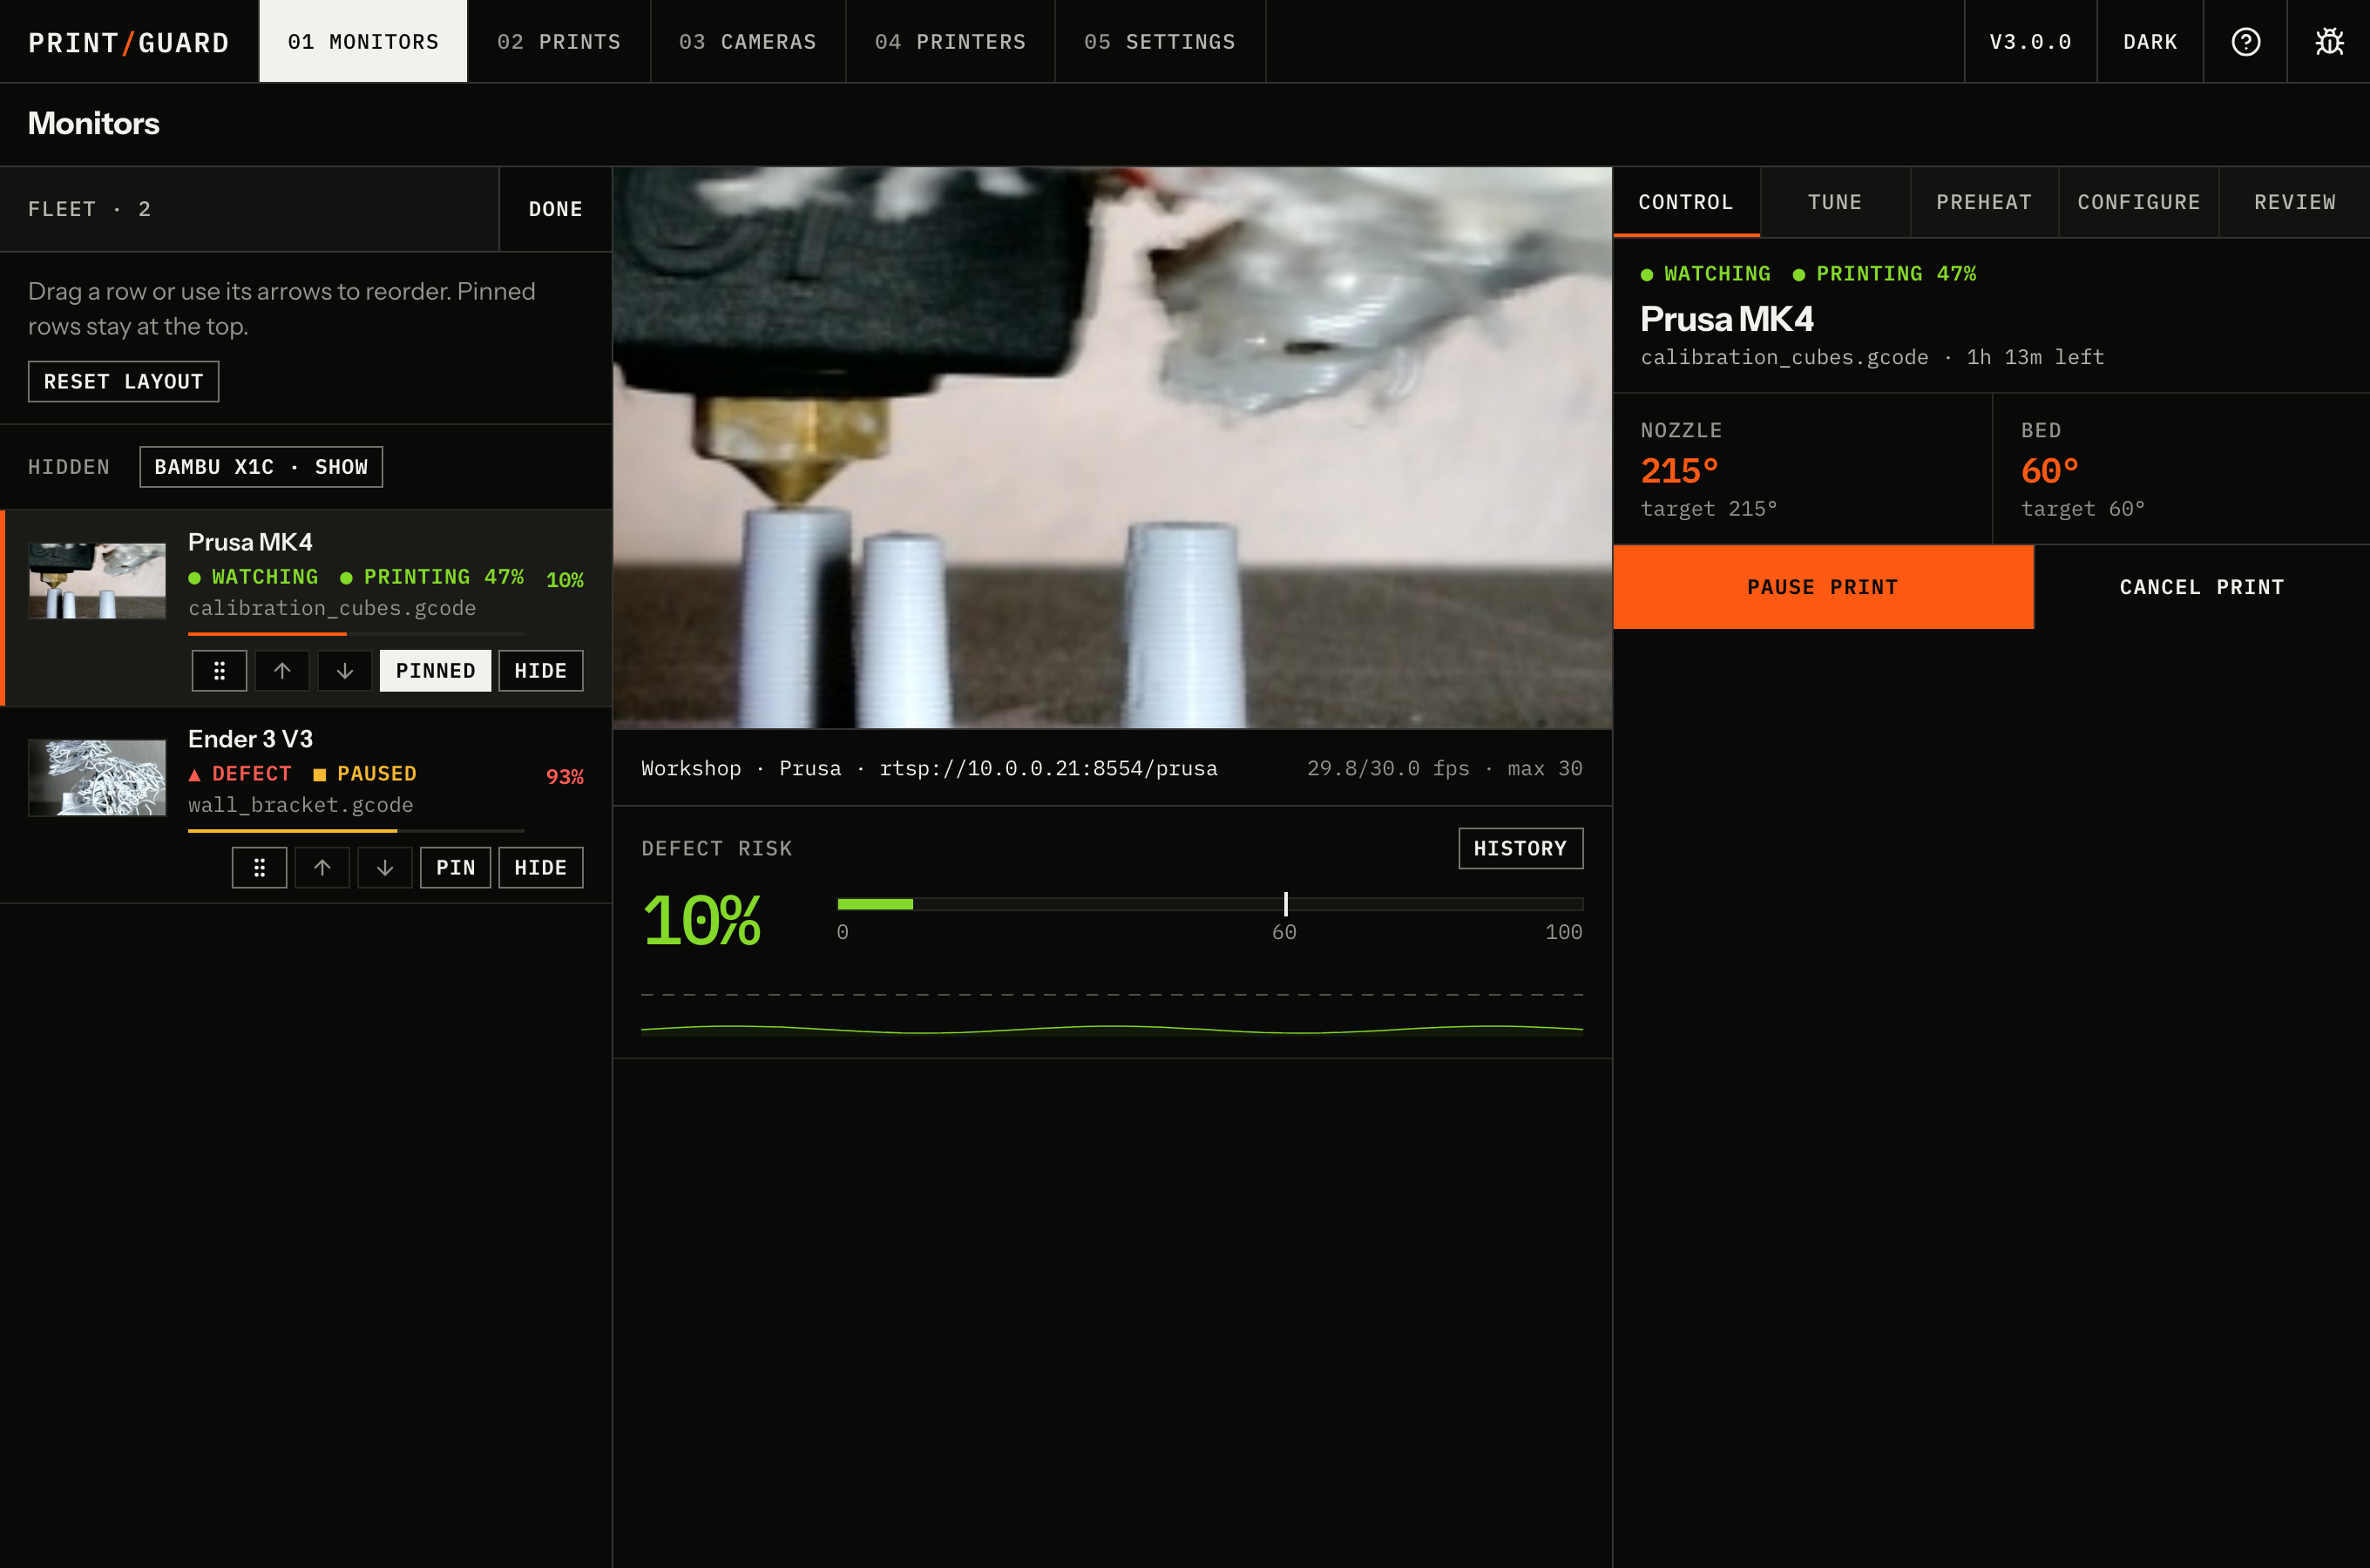 PRINT/GUARD
01 MONITORS
02 PRINTS
03 CAMERAS
04 PRINTERS
05 SETTINGS
V3.0.0
DARK
Monitors
FLEET · 2
DONE
Drag a row or use its arrows to reorder. Pinned
rows stay at the top.
RESET LAYOUT
HIDDEN
BAMBU X1C · SHOW
Prusa MK4
WATCHING
PRINTING 47%
10%
calibration_cubes.gcode
PINNED
HIDE
Ender 3 V3
DEFECT
PAUSED
93%
wall_bracket.gcode
PIN
HIDE
Workshop · Prusa · rtsp://10.0.0.21:8554/prusa
29.8/30.0 fps · max 30
DEFECT RISK
HISTORY
10%
0
60
100
CONTROL
TUNE
PREHEAT
CONFIGURE
REVIEW
WATCHING
PRINTING 47%
Prusa MK4
calibration_cubes.gcode · 1h 13m left
NOZZLE
215°
target 215°
BED
60°
target 60°
PAUSE PRINT
CANCEL PRINT